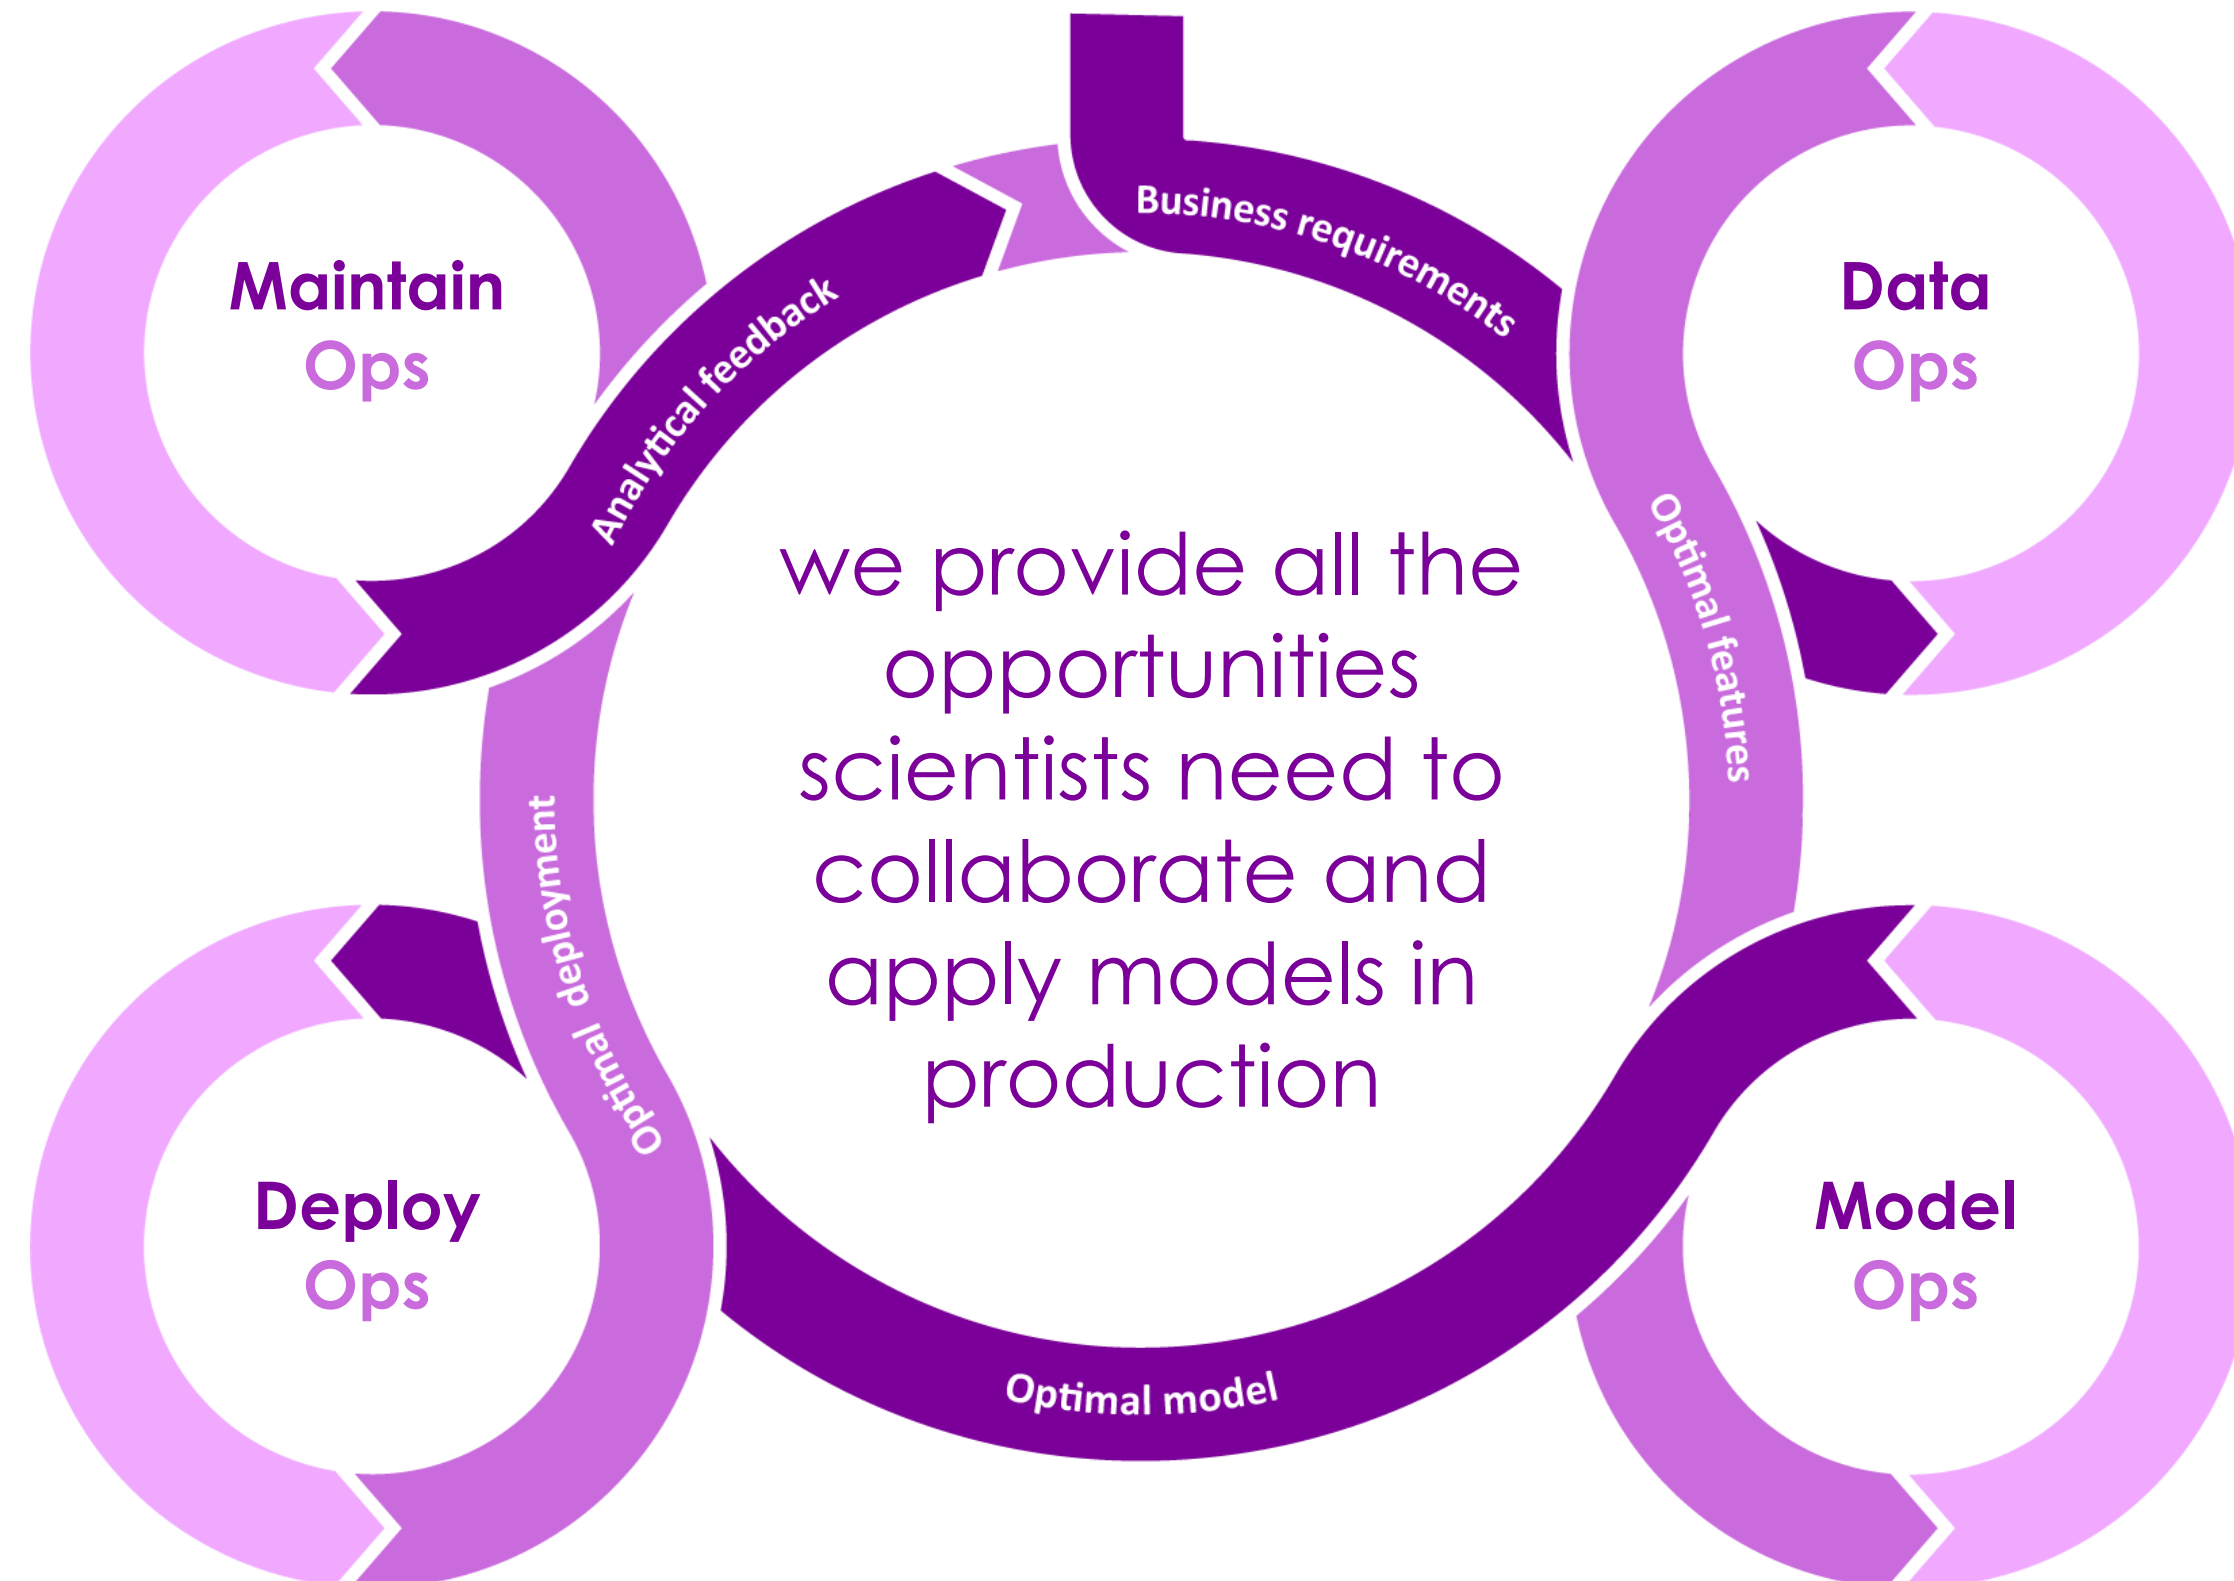 Business requirements
Maintain
Ops
Data
Ops
Analytical feedback
Optimal features
we provide all the
opportunities
scientists need to
collaborate and
apply models in
production
Optimal deployment
Deploy
Ops
Model
Ops
Optimal model